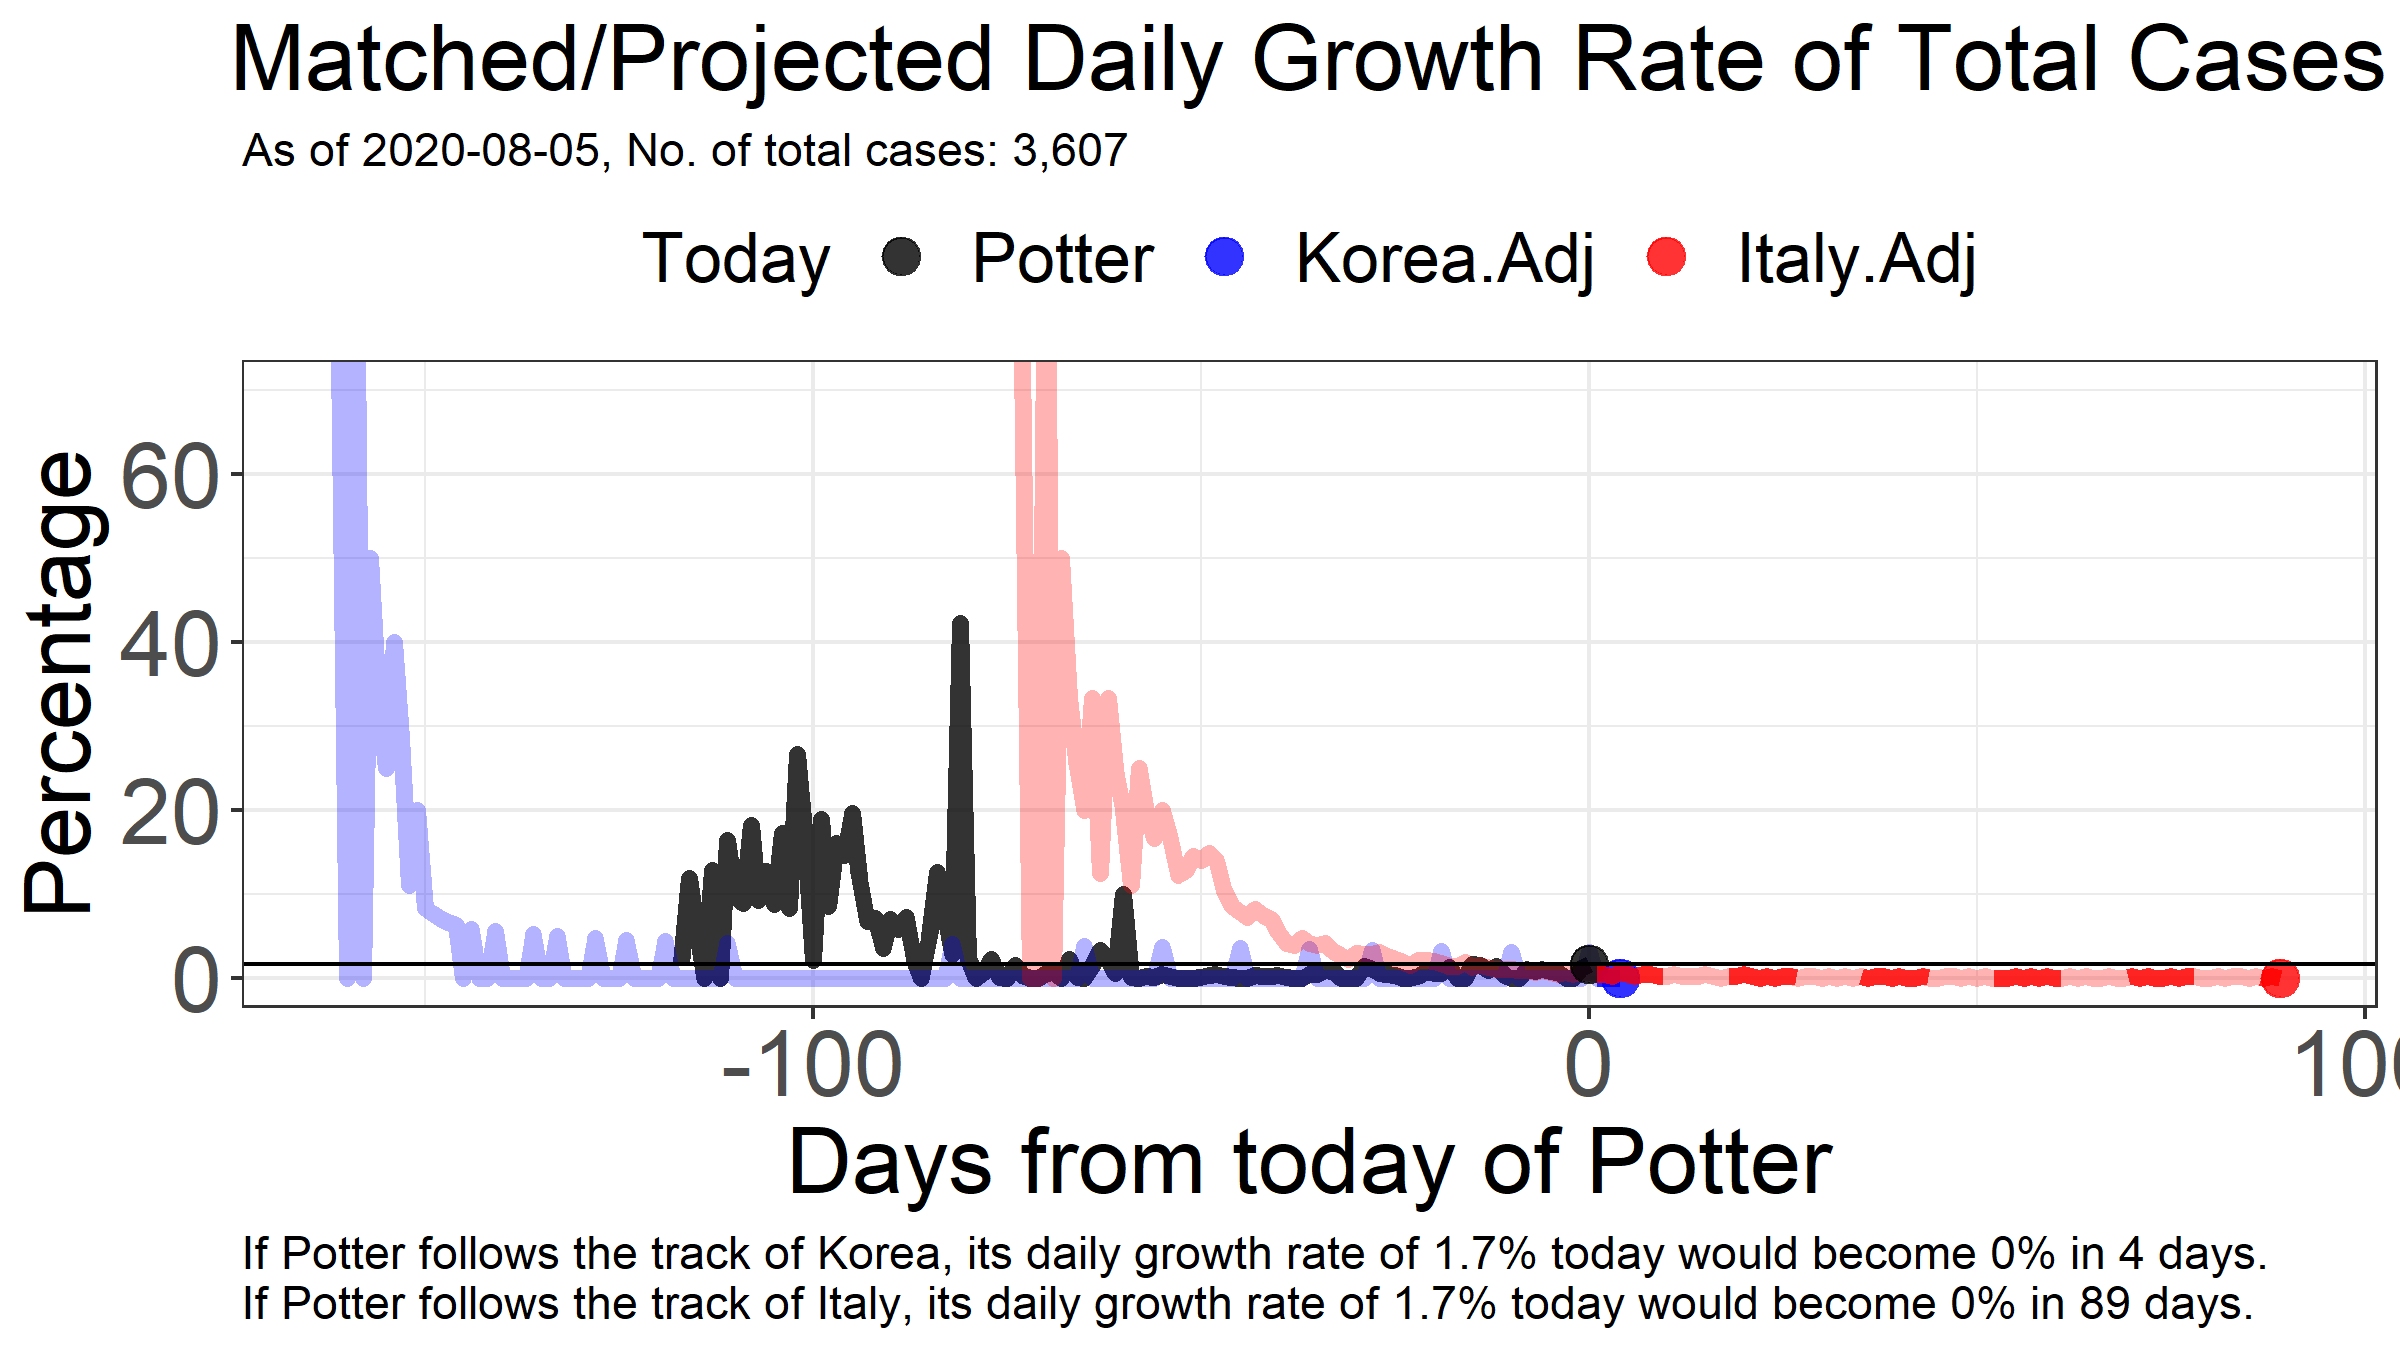 Matched/Projected Daily Growth Rate of Total Cases
As of 2020-08-05, No. of total cases: 3,607
Today Potter Korea.Adj Italy.Adj
Percentage
60
40
20
0
-100 0 100
Days from today of Potter
If Potter follows the track of Korea, its daily growth rate of 1.7% today would become 0% in 4 days.
If Potter follows the track of Italy, its daily growth rate of 1.7% today would become 0% in 89 days.